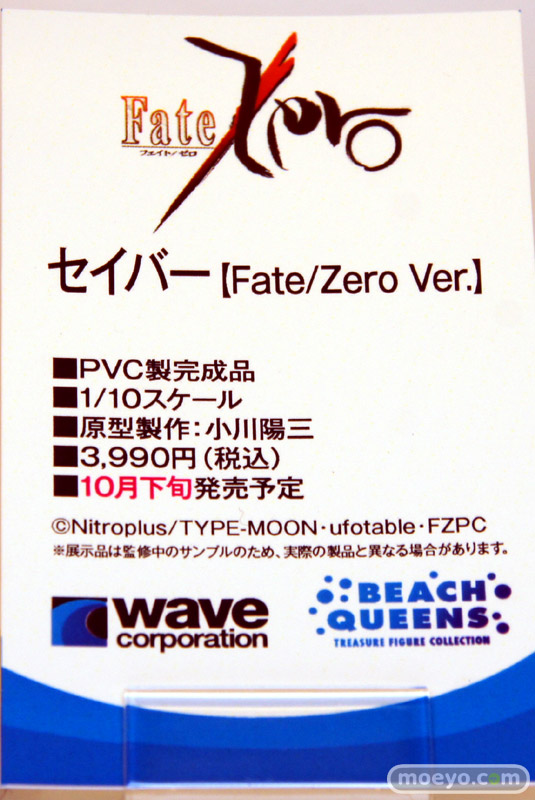 Fate/Zero
フェイト/ゼロ
セイバー【Fate/Zero Ver.】
■PVC製完成品
■1/10スケール
■原型製作：小川陽三
■3,990円（税込）
■10月下旬発売予定
©Nitroplus/TYPE-MOON・ufotable・FZPC
※展示品は監修中のサンプルのため、実際の製品と異なる場合があります。
wave
corporation
BEACH
QUEENS
TREASURE FIGURE COLLECTION
moeyo.com